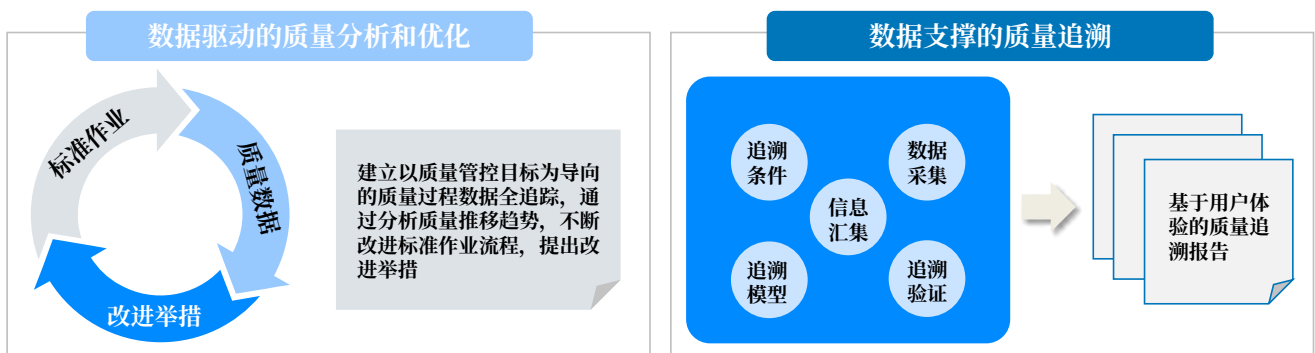 数据驱动的质量分析和优化
标准作业
质量数据
改进举措
建立以质量管控目标为导向
的质量过程数据全追踪，通
过分析质量推移趋势，不断
改进标准作业流程，提出改
进举措
数据支撑的质量追溯
追溯
条件
数据
采集
信息
汇集
追溯
模型
追溯
验证
基于用户体
验的质量追
溯报告